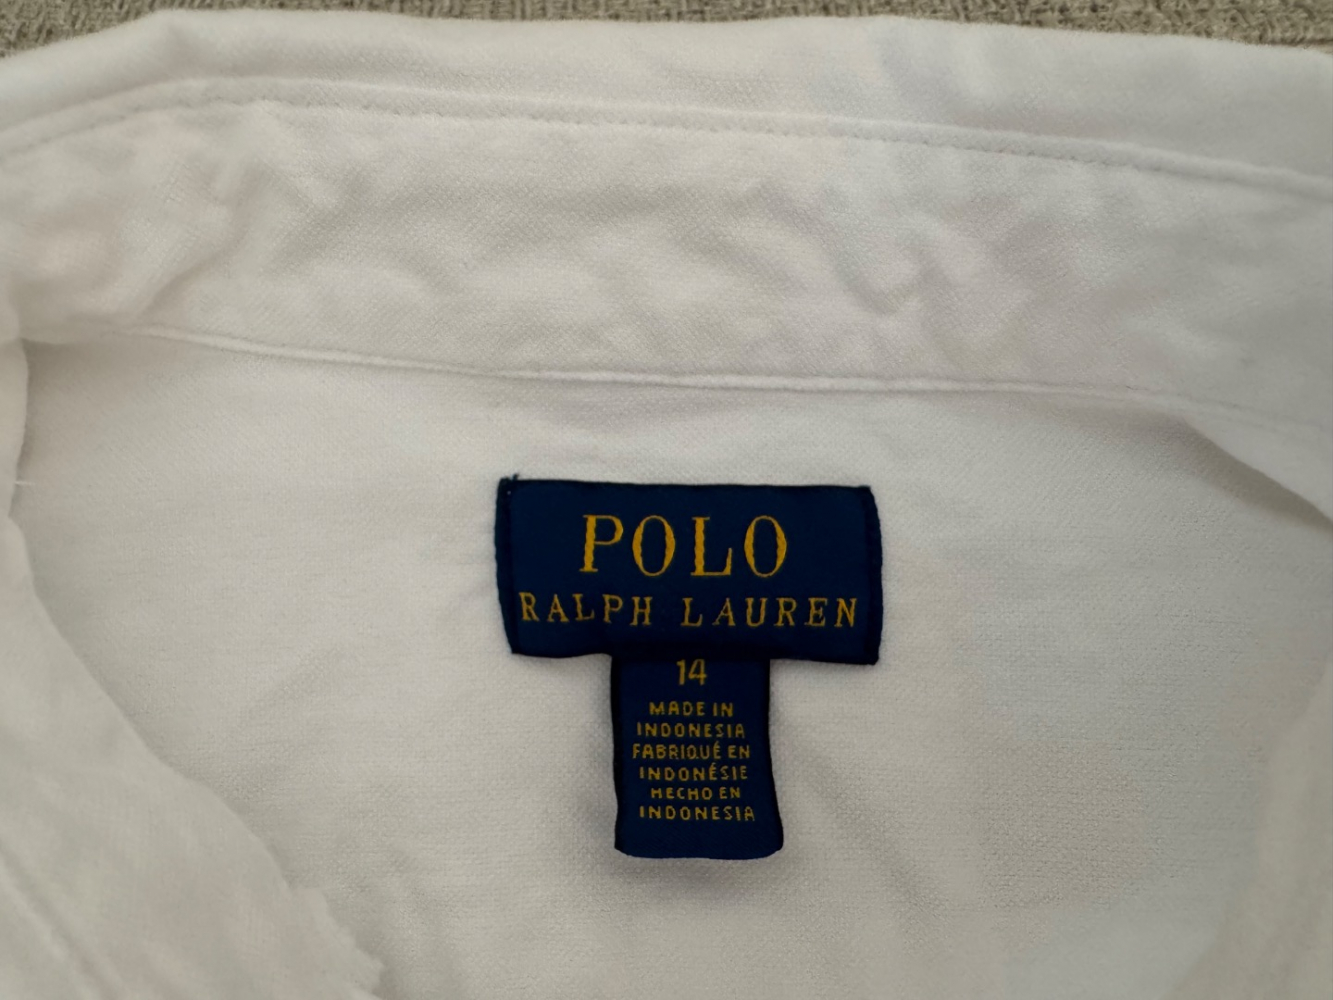 POLO
RALPH LAUREN
14
MADE IN
INDONESIA
FABRIQUÉ EN
INDONÉSIE
HECHO EN
INDONESIA